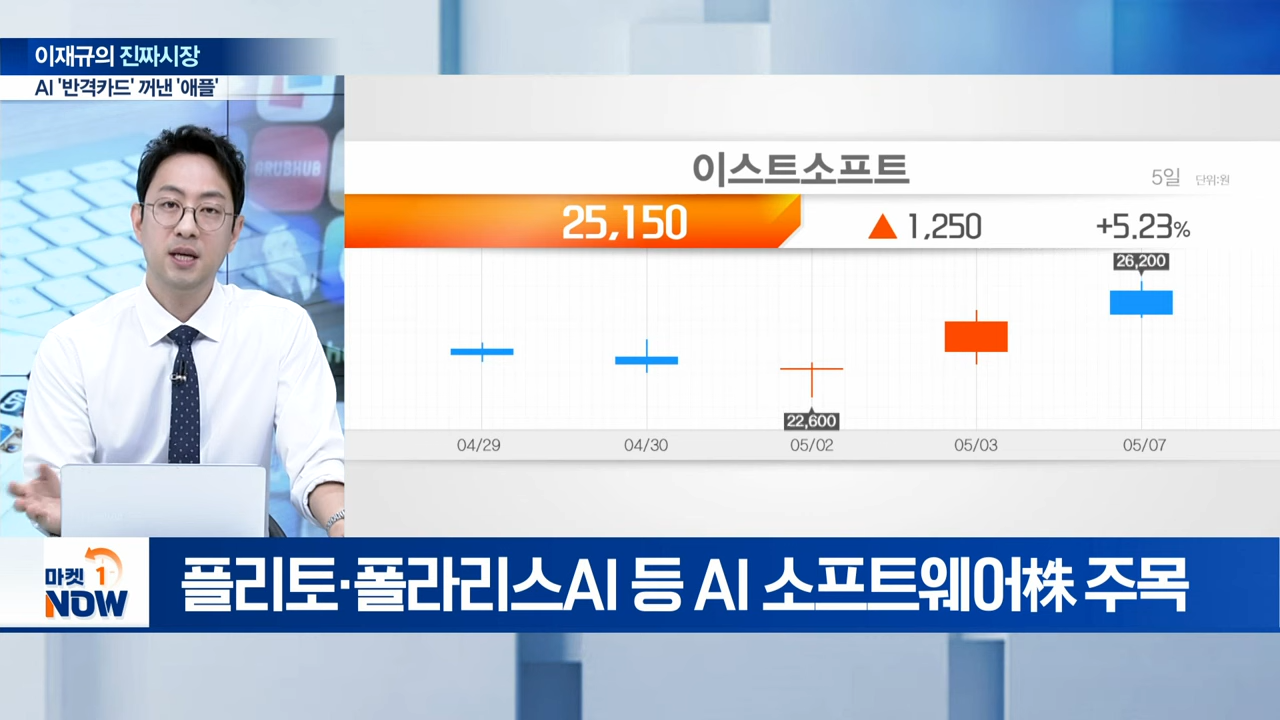 이재규의 진짜시장
AI '반격카드' 꺼낸 '애플'
GRUBHUB
이스트소프트
5일 단위:원
25,150 ▲ 1,250 +5.23%
26,200
22,600
04/29 04/30 05/02 05/03 05/07
마켓 1
NOW
플리토·폴라리스AI 등 AI 소프트웨어株 주목